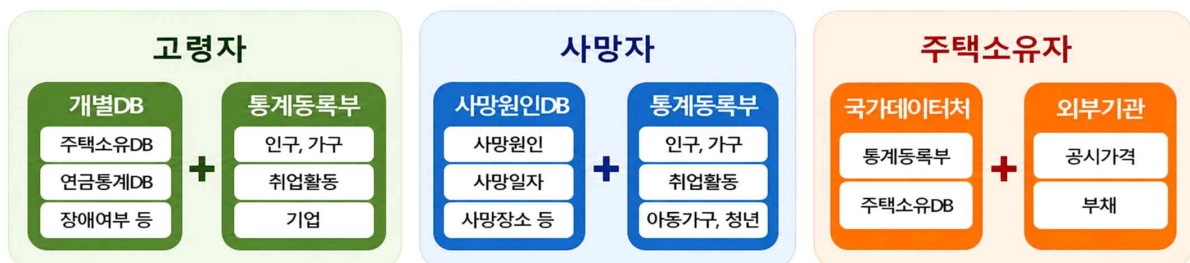 고령자
개별DB
주택소유DB
연금통계DB
장애여부 등
+
통계등록부
인구, 가구
취업활동
기업
사망자
사망원인DB
사망원인
사망일자
사망장소 등
+
통계등록부
인구, 가구
취업활동
아동가구, 청년
주택소유자
국가데이터처
통계등록부
주택소유DB
+
외부기관
공시가격
부채